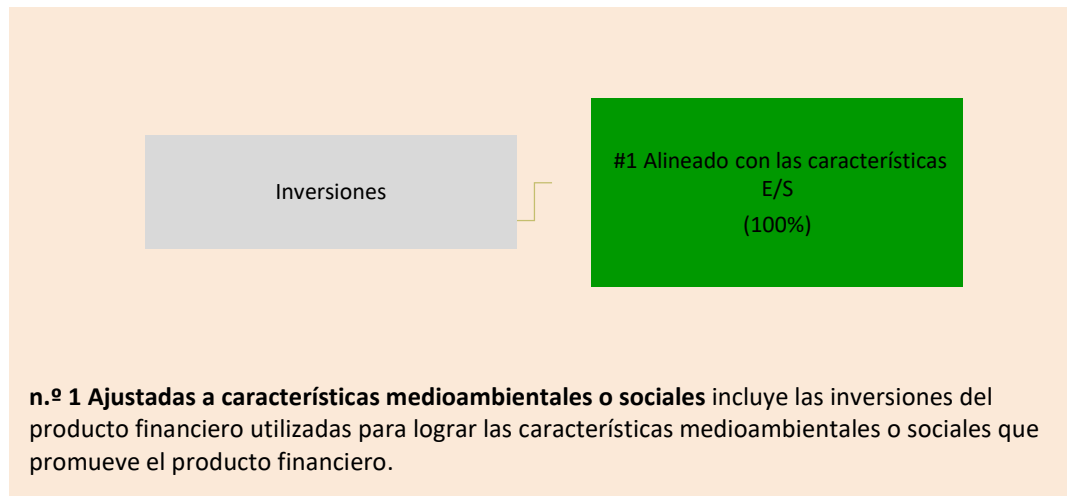 Inversiones
#1 Alineado con las características
E/S
(100%)
n.º 1 Ajustadas a características medioambientales o sociales incluye las inversiones del
producto financiero utilizadas para lograr las características medioambientales o sociales que
promueve el producto financiero.